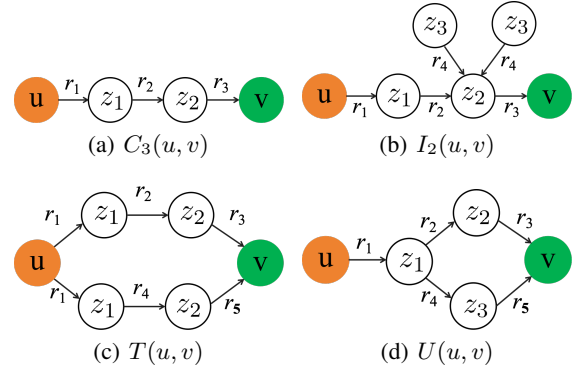 z₃ z₃
r₄ r₄
u r₁ z₁ r₂ z₂ r₃ v
u r₁ z₁ r₂ z₂ r₃ v
(a) C₃(u, v)
(b) I₂(u, v)
r₂
r₁ z₁ z₂ r₃
u v
r₁ z₁ r₄ z₂ r₅
z₂
r₂ r₃
u r₁ z₁ v
r₄ z₃ r₅
(c) T(u, v)
(d) U(u, v)